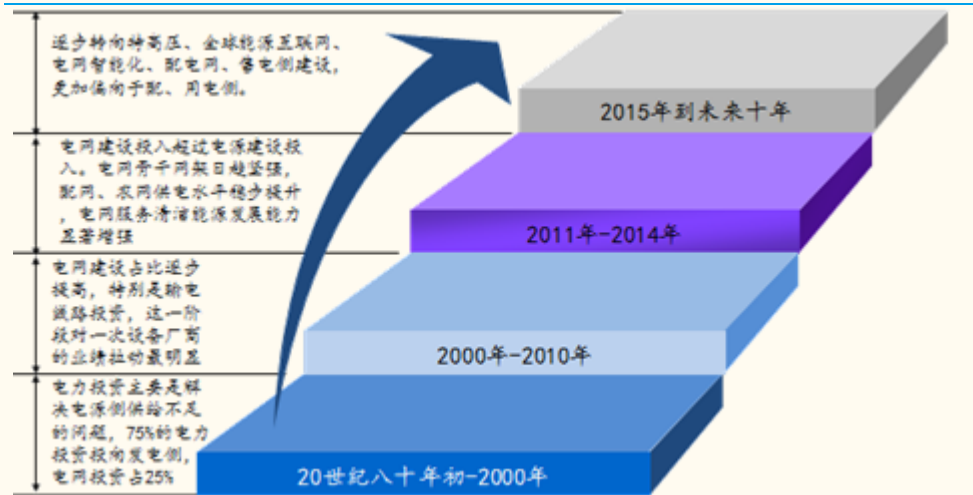 逐步转向特高压、全球能源互联网、
电网智能化、配电网、售电侧建设，
更加偏向于配、用电侧。
2015年到未来十年
电网建设投入超过电源建设投
入。电网骨干网架日趋坚强，
配网、农网供电水平稳步提升
，电网服务清洁能源发展能力
显著增强
2011年-2014年
电网建设占比逐步
提高，特别是输电
线路投资，这一阶
段对一次设备厂商
的业绩拉动最明显
2000年-2010年
电力投资主要是解
决电源侧供给不足
的问题，75%的电力
投资投向发电侧，
电网投资占25%
20世纪八十年初-2000年